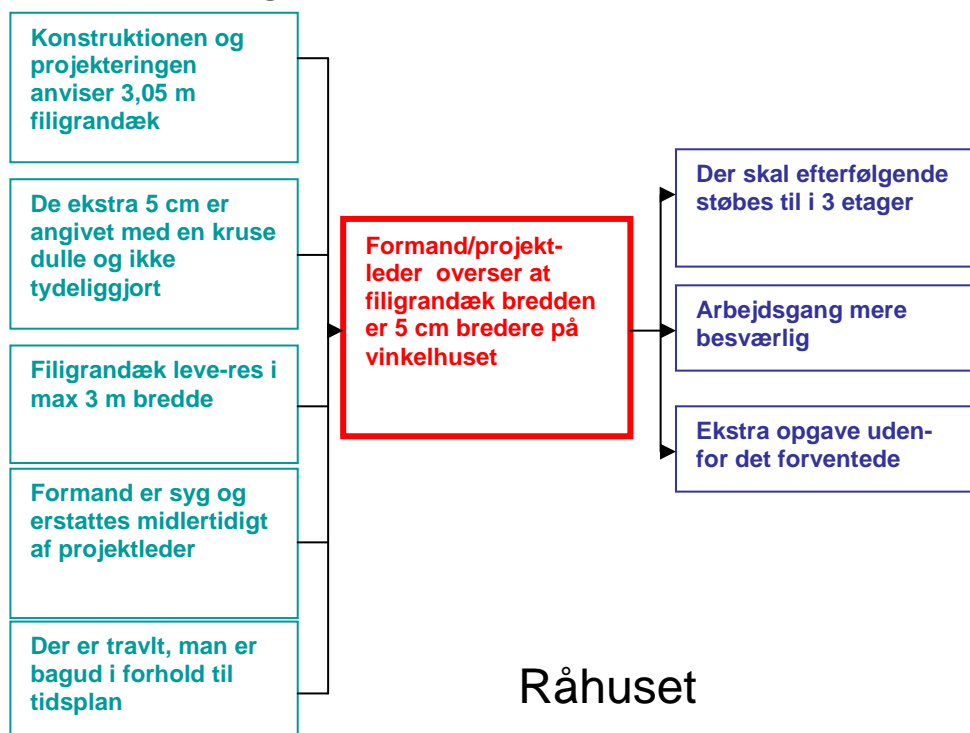 Konstruktionen og
projekteringen
anviser 3,05 m
filigrandæk
De ekstra 5 cm er
angivet med en kruse
dulle og ikke
tydeliggjort
Filigrandæk leve-res i
max 3 m bredde
Formand er syg og
erstattes midlertidigt
af projektleder
Der er travlt, man er
bagud i forhold til
tidsplan
Formand/projekt-
leder overser at
filigrandæk bredden
er 5 cm bredere på
vinkelhuset
Der skal efterfølgende
støbes til i 3 etager
Arbejdsgang mere
besværlig
Ekstra opgave uden-
for det forventede
Råhuset